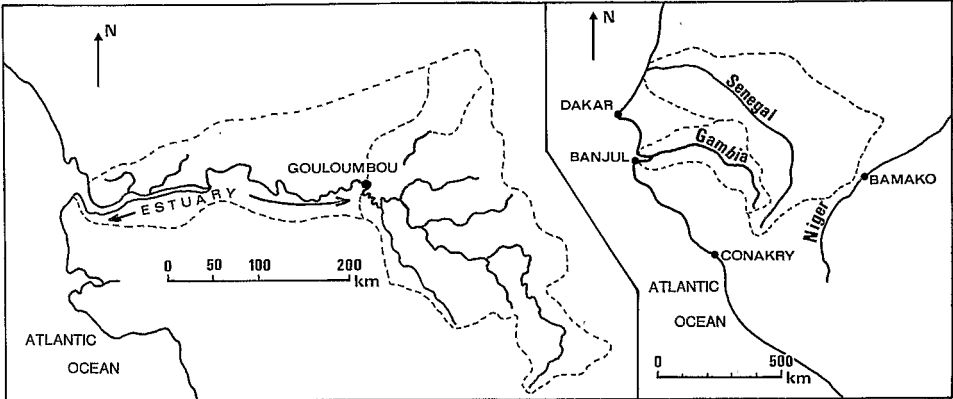 N
GOULOUMBOU
ESTUARY
0 50 100 200
km
ATLANTIC
OCEAN
N
DAKAR
Senegal
BANJUL
Gambia
BAMAKO
Niger
CONAKRY
ATLANTIC
OCEAN
0 500
km